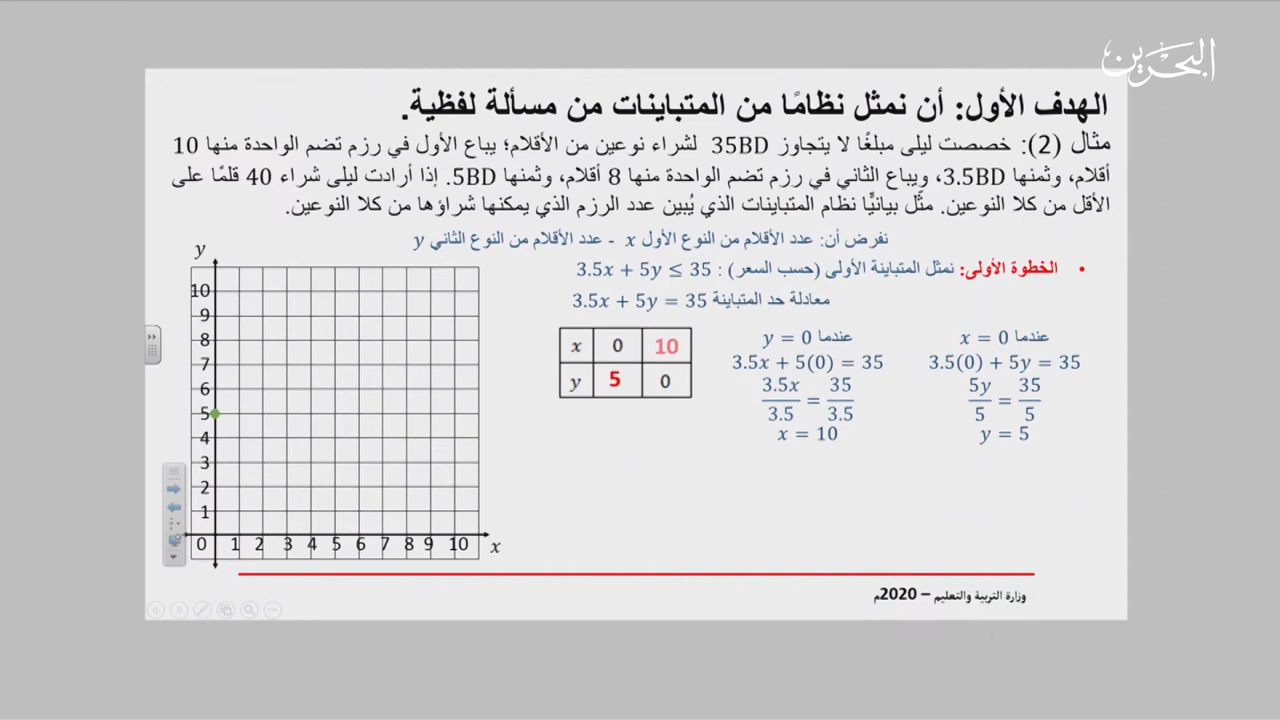 البحرين
الهدف الأول: أن نمثل نظامًا من المتباينات من مسألة لفظية.
مثال (2): خصصت ليلى مبلغًا لا يتجاوز 35BD لشراء نوعين من الأقلام؛ يباع الأول في رزم تضم الواحدة منها 10
أقلام، وثمنها 3.5BD، ويباع الثاني في رزم تضم الواحدة منها 8 أقلام، وثمنها 5BD. إذا أرادت ليلى شراء 40 قلمًا على
الأقل من كلا النوعين. مثّل بيانيًّا نظام المتباينات الذي يُبين عدد الرزم الذي يمكنها شراؤها من كلا النوعين.
نفرض أن: عدد الأقلام من النوع الأول x - عدد الأقلام من النوع الثاني y
• الخطوة الأولى: نمثل المتباينة الأولى (حسب السعر) : 3.5x + 5y ≤ 35
معادلة حد المتباينة 3.5x + 5y = 35
عندما x = 0
3.5(0) + 5y = 35
5y/5 = 35/5
y = 5
عندما y = 0
3.5x + 5(0) = 35
3.5x/3.5 = 35/3.5
x = 10
x 0 10
y 5 0
y
10
9
8
7
6
5
4
3
2
1
0 1 2 3 4 5 6 7 8 9 10 x
وزارة التربية والتعليم – 2020م